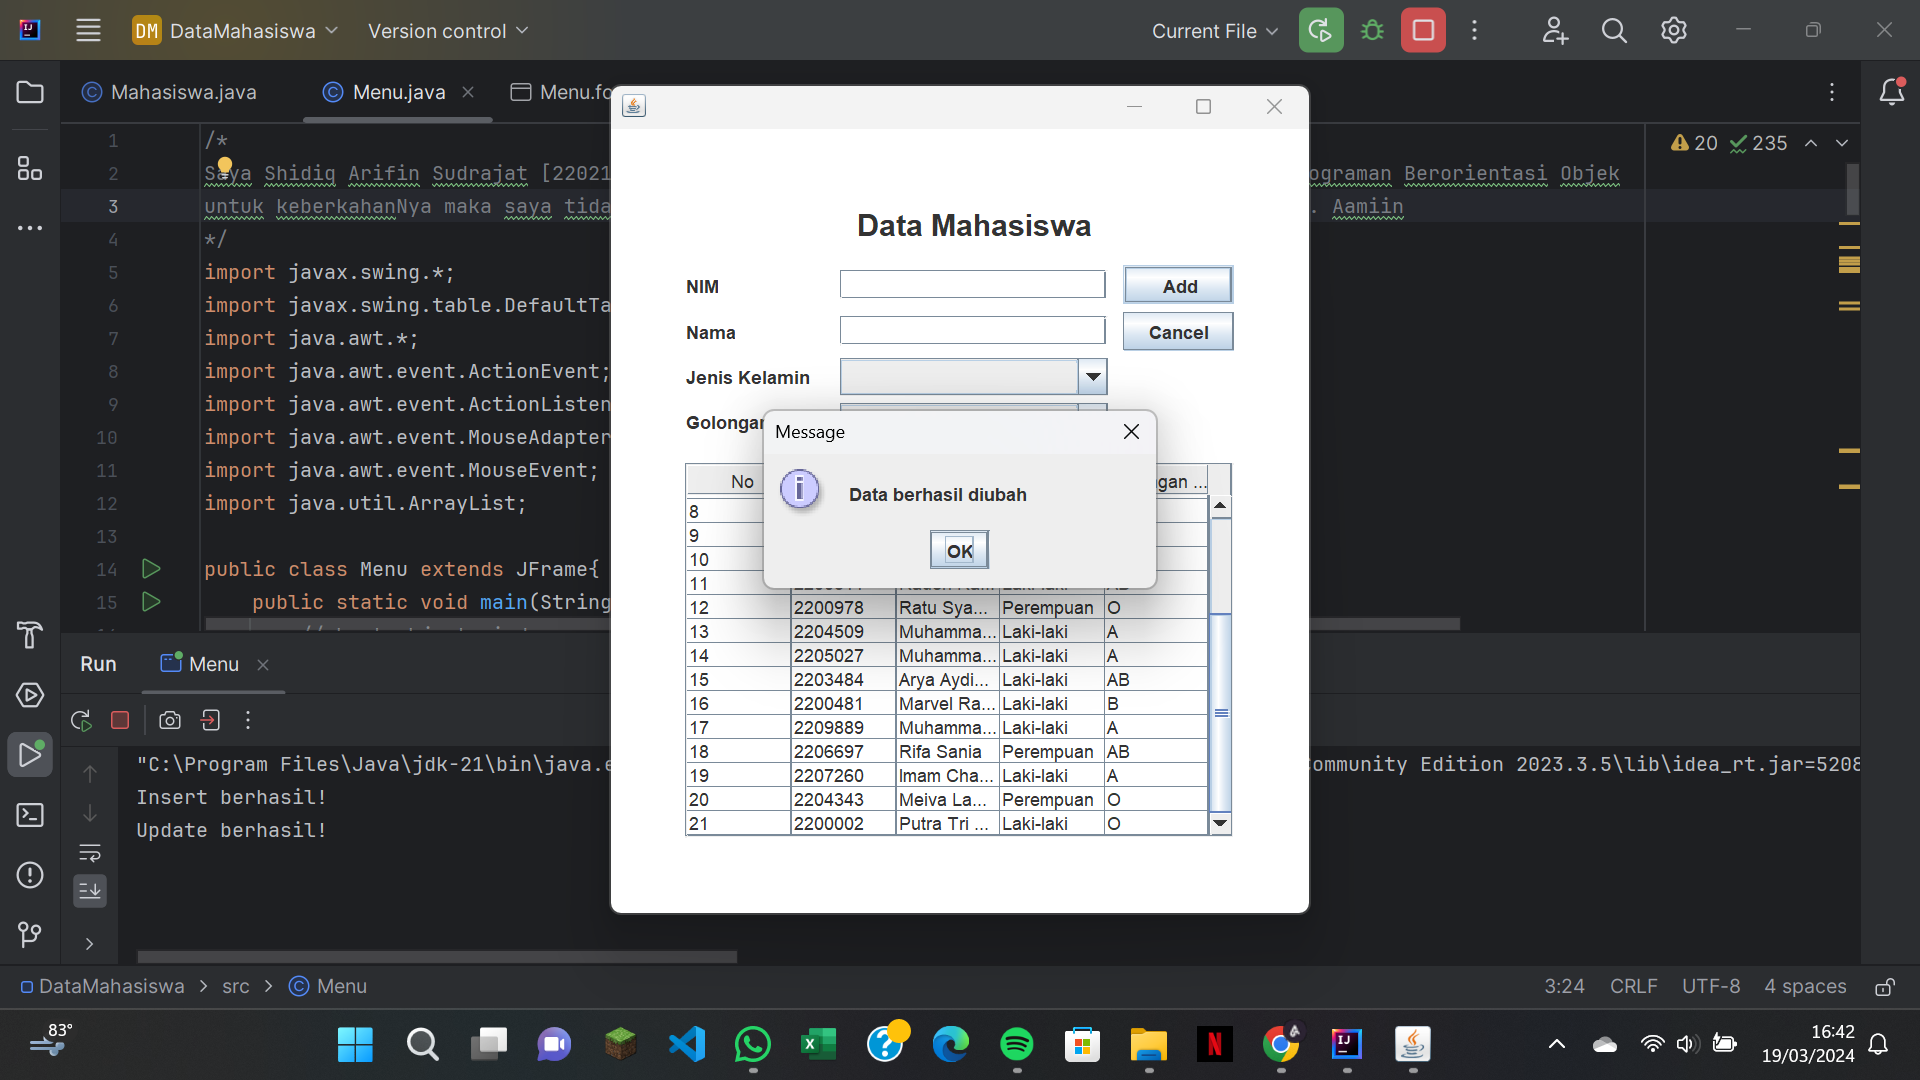 DM DataMahasiswa Version control Current File
Mahasiswa.java Menu.java Menu.fo
20 235
1 /*
2 Saya Shidiq Arifin Sudrajat [22021 ograman Berorientasi Objek
3 untuk keberkahanNya maka saya tida . Aamiin
4 */
5 import javax.swing.*;
6 import javax.swing.table.DefaultTa
7 import java.awt.*;
8 import java.awt.event.ActionEvent;
9 import java.awt.event.ActionListen
10 import java.awt.event.MouseAdapter
11 import java.awt.event.MouseEvent;
12 import java.util.ArrayList;
13
14 public class Menu extends JFrame{
15 public static void main(String
Data Mahasiswa
NIM Add
Nama Cancel
Jenis Kelamin
Golongan
Message
Data berhasil diubah
OK
No gan ...
8
9
10
11
12 2200978 Ratu Sya... Perempuan O
13 2204509 Muhamma... Laki-laki A
14 2205027 Muhamma... Laki-laki A
15 2203484 Arya Aydi... Laki-laki AB
16 2200481 Marvel Ra... Laki-laki B
17 2209889 Muhamma... Laki-laki A
18 2206697 Rifa Sania Perempuan AB
19 2207260 Imam Cha... Laki-laki A
20 2204343 Meiva La... Perempuan O
21 2200002 Putra Tri ... Laki-laki O
Run Menu
"C:\Program Files\Java\jdk-21\bin\java.e ommunity Edition 2023.3.5\lib\idea_rt.jar=5208
Insert berhasil!
Update berhasil!
DataMahasiswa > src > Menu 3:24 CRLF UTF-8 4 spaces
83°
16:42
19/03/2024